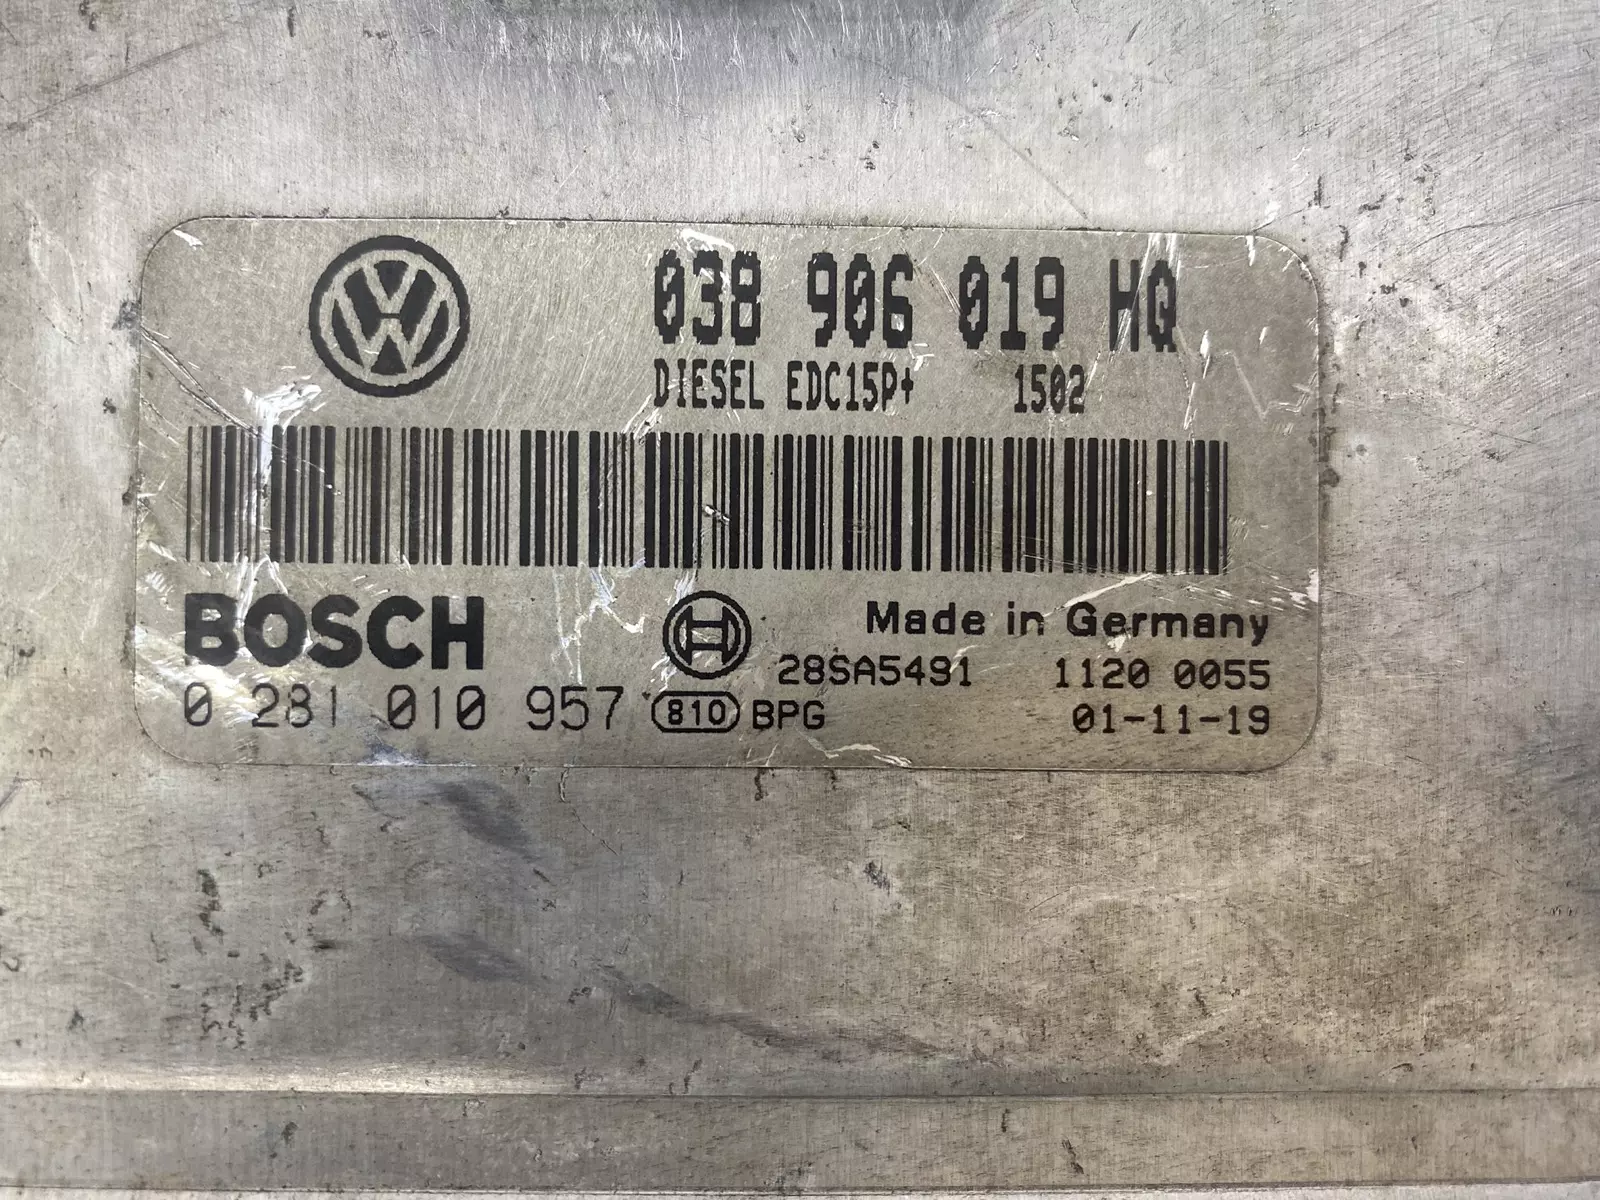 038 906 019 HQ
DIESEL EDC15P+ 1502
BOSCH
Made in Germany
28SA5491 1120 0055
0 281 010 957 810 BPG 01-11-19